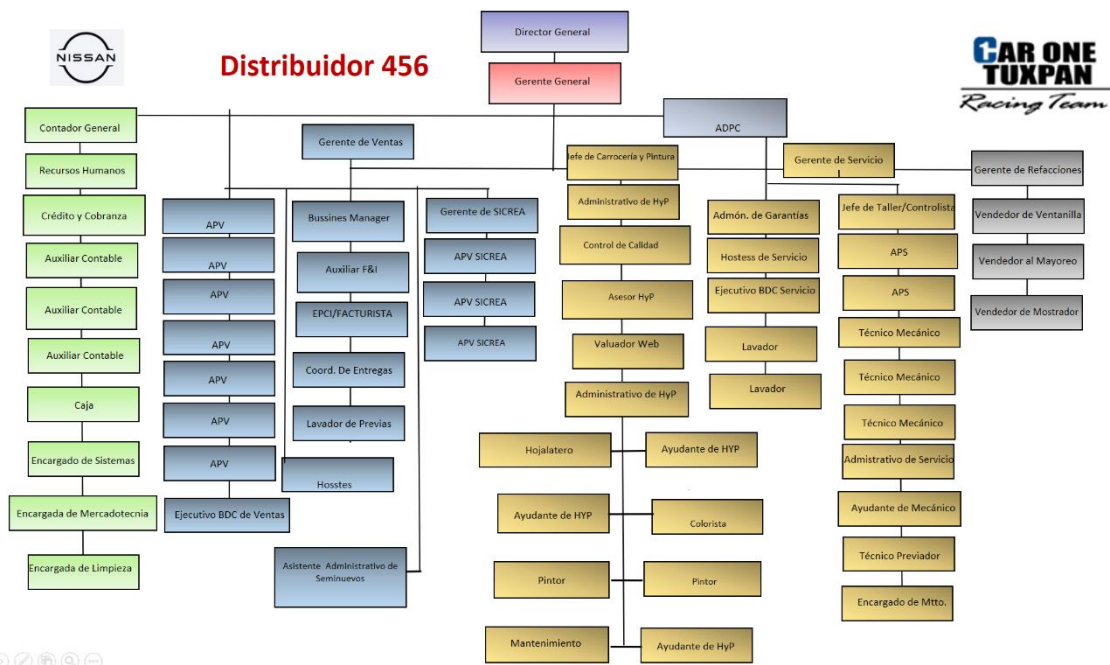 NISSAN
Distribuidor 456
CAR ONE
TUXPAN
Racing Team
Director General
Gerente General
Contador General
Recursos Humanos
Crédito y Cobranza
Auxiliar Contable
Auxiliar Contable
Auxiliar Contable
Caja
Encargado de Sistemas
Encargada de Mercadotecnia
Encargada de Limpieza
APV
APV
APV
APV
APV
APV
APV
Ejecutivo BDC de Ventas
Gerente de Ventas
Bussines Manager
Auxiliar F&I
EPCI/FACTURISTA
Coord. De Entregas
Lavador de Previas
Hosstes
Asistente Administrativo de
Seminuevos
Gerente de SICREA
APV SICREA
APV SICREA
APV SICREA
Jefe de Carrocería y Pintura
Administrativo de HyP
Control de Calidad
Asesor HyP
Valuador Web
Administrativo de HyP
Hojalatero
Ayudante de HYP
Ayudante de HYP
Colorista
Pintor
Pintor
Mantenimiento
Ayudante de HyP
ADPC
Admón. de Garantías
Hostess de Servicio
Ejecutivo BDC Servicio
Lavador
Lavador
Gerente de Servicio
Jefe de Taller/Controlista
APS
APS
Técnico Mecánico
Técnico Mecánico
Técnico Mecánico
Admistrativo de Servicio
Ayudante de Mecánico
Técnico Previador
Encargado de Mtto.
Gerente de Refacciones
Vendedor de Ventanilla
Vendedor al Mayoreo
Vendedor de Mostrador